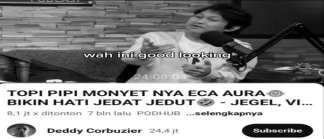 wah ini good looking
TOPI PIPI MONYET NYA ECA AURA
BIKIN HATI JEDAT JEDUT🤣 - JEGEL, VI...
8,1 jt x ditonton 7 bln lalu PODHUB ...selengkapnya
Deddy Corbuzier 24,4 jt
Subscribe